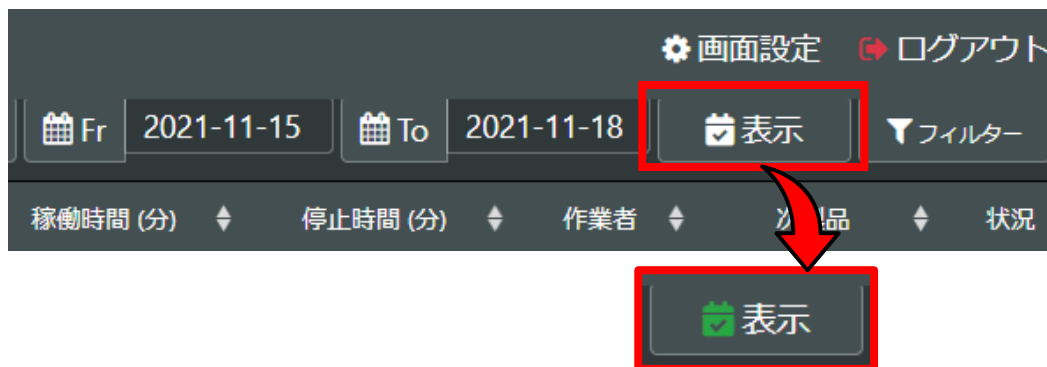 画面設定 ログアウト
Fr 2021-11-15 To 2021-11-18 表示 フィルター
稼働時間 (分) 停止時間 (分) 作業者 品 状況
表示